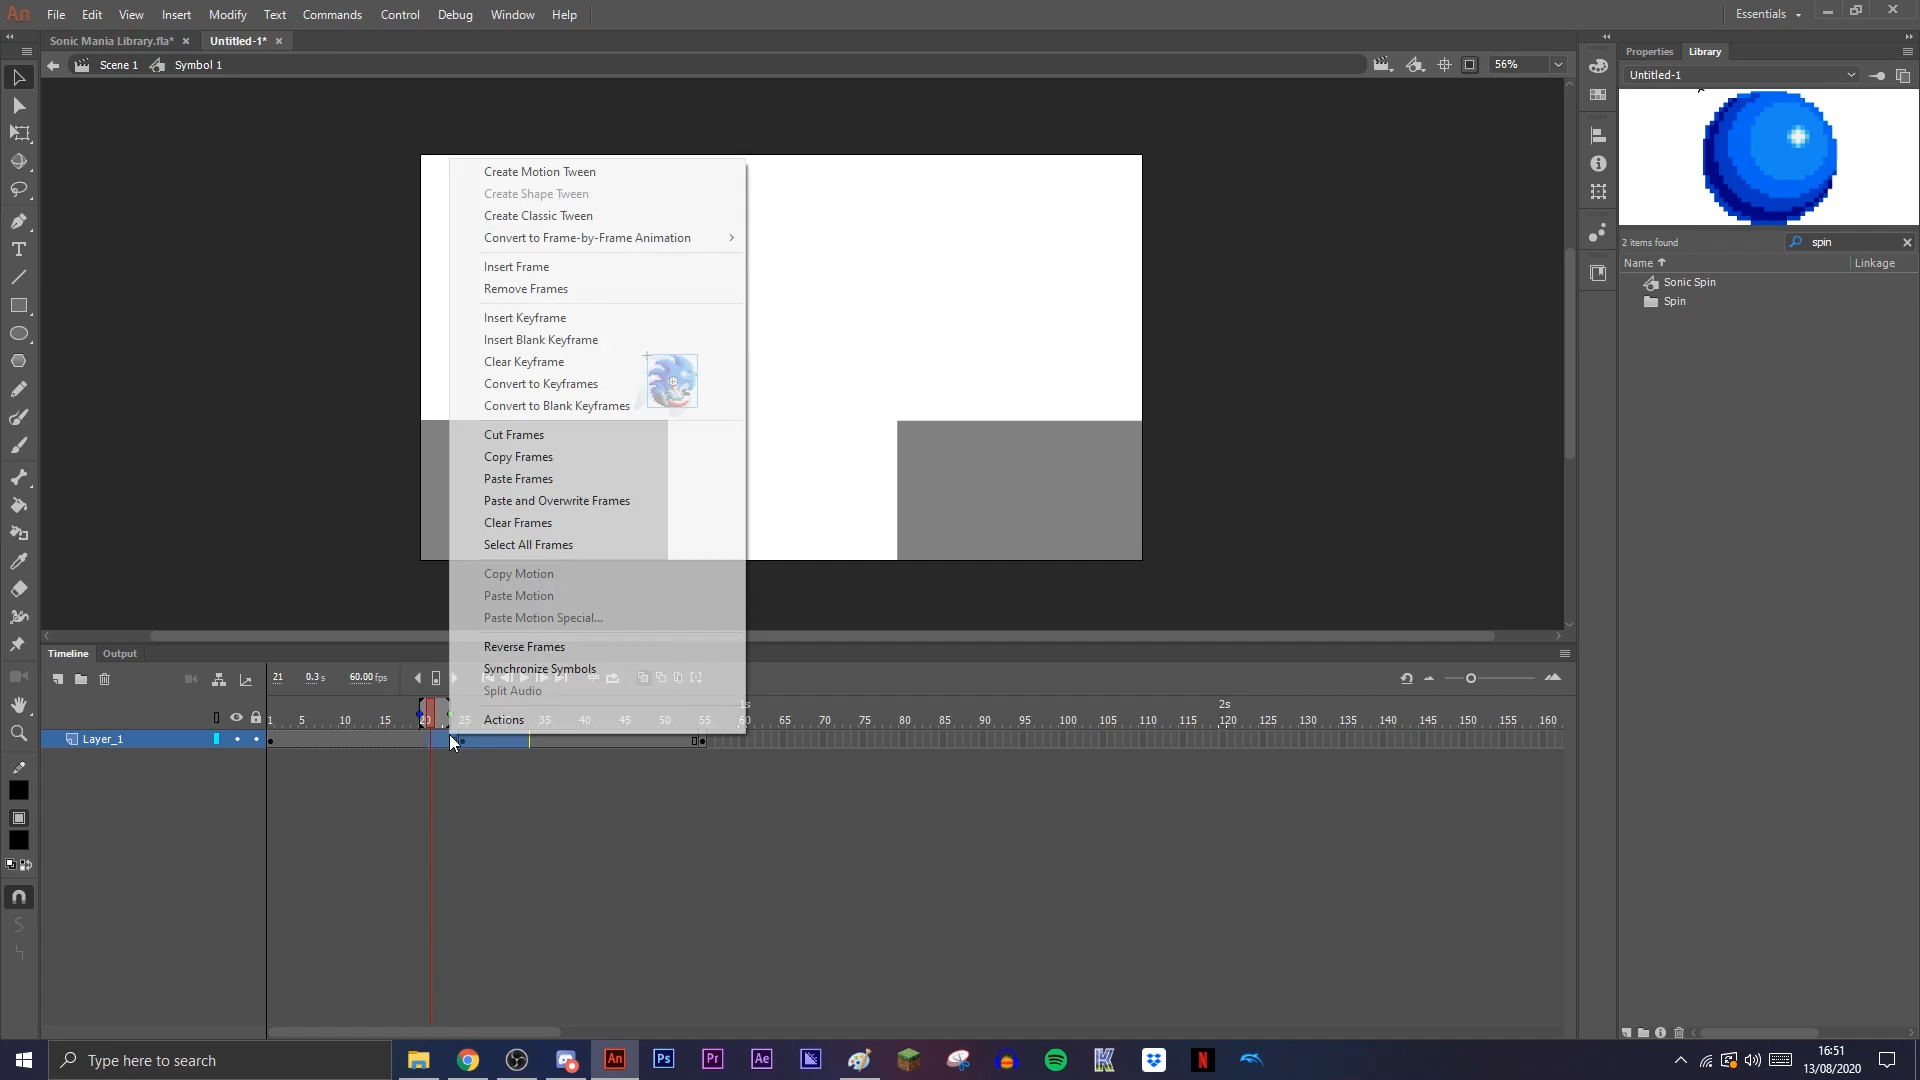 An File Edit View Insert Modify Text Commands Control Debug Window Help Essentials
Sonic Mania Library.fla* Untitled-1*
Scene 1 Symbol 1 56%
Properties Library
Untitled-1
2 items found spin
Name Linkage
Sonic Spin
Spin
Create Motion Tween
Create Shape Tween
Create Classic Tween
Convert to Frame-by-Frame Animation
Insert Frame
Remove Frames
Insert Keyframe
Insert Blank Keyframe
Clear Keyframe
Convert to Keyframes
Convert to Blank Keyframes
Cut Frames
Copy Frames
Paste Frames
Paste and Overwrite Frames
Clear Frames
Select All Frames
Copy Motion
Paste Motion
Paste Motion Special...
Reverse Frames
Synchronize Symbols
Split Audio
Actions
Timeline Output
21 0.3 s 60.00 fps
1s 2s
1 5 10 15 20 25 35 40 45 50 55 60 65 70 75 80 85 90 95 100 105 110 115 120 125 130 135 140 145 150 155 160
Layer_1
Type here to search
An Ps Pr Ae N
16:51
13/08/2020